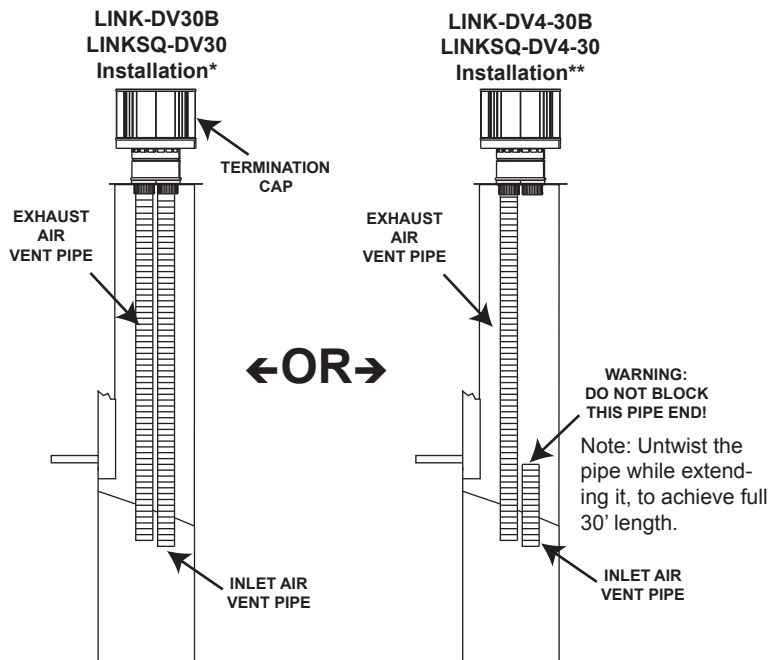 LINK-DV30B
LINKSQ-DV30
Installation*
TERMINATION
CAP
EXHAUST
AIR
VENT PIPE
INLET AIR
VENT PIPE
←OR→
LINK-DV4-30B
LINKSQ-DV4-30
Installation**
EXHAUST
AIR
VENT PIPE
WARNING:
DO NOT BLOCK
THIS PIPE END!
Note: Untwist the
pipe while extend-
ing it, to achieve full
30’ length.
INLET AIR
VENT PIPE